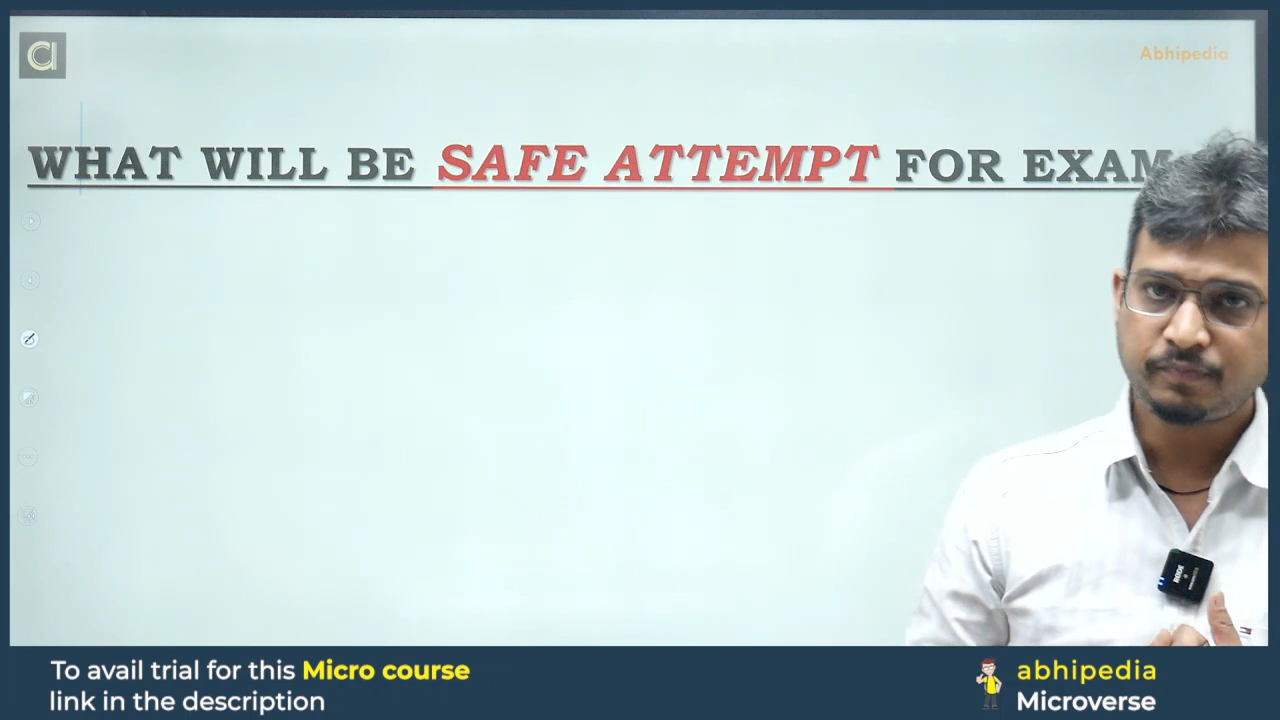 Abhipedia
WHAT WILL BE SAFE ATTEMPT FOR EXAM
RODE
To avail trial for this Micro course
link in the description
abhipedia
Microverse